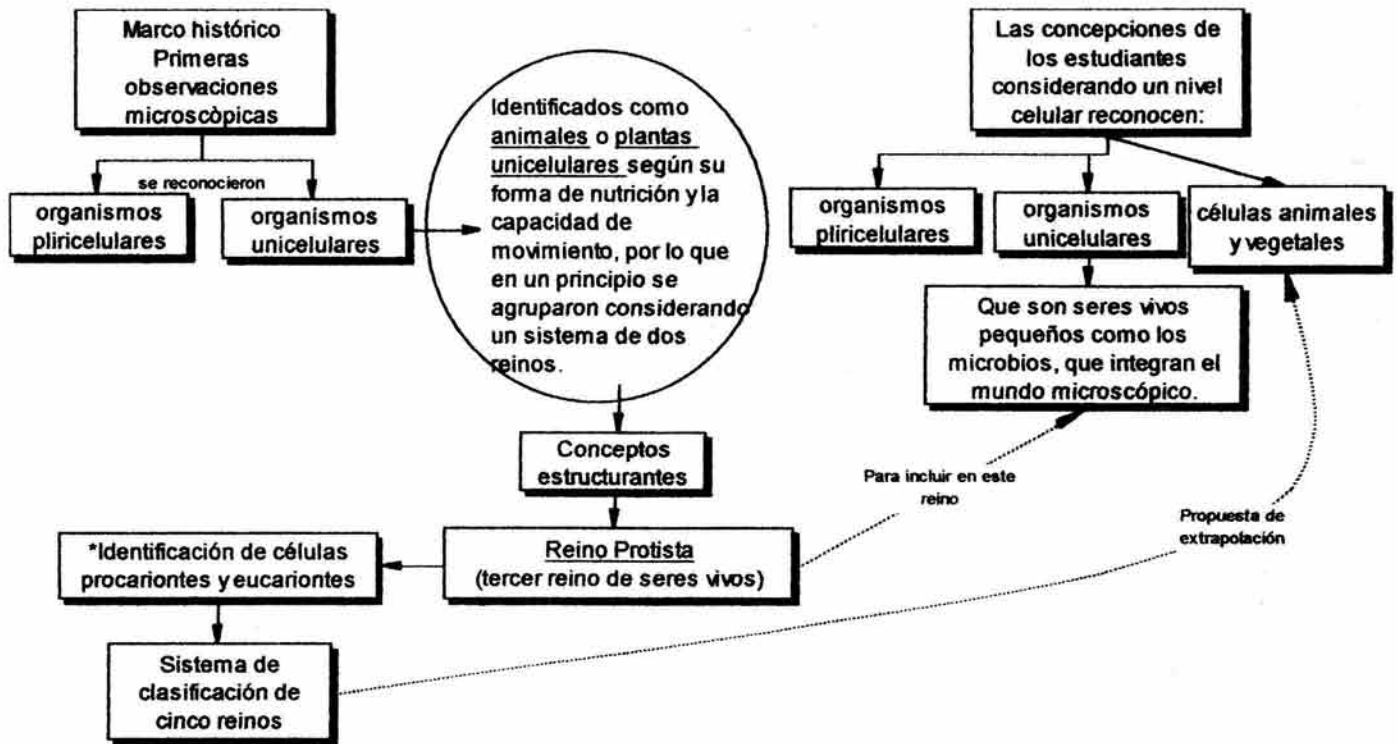 Marco histórico
Primeras
observaciones
microscòpicas
se reconocieron
organismos
pliricelulares
organismos
unicelulares
Identificados como
animales o plantas
unicelulares según su
forma de nutrición y la
capacidad de
movimiento, por lo que
en un principio se
agruparon considerando
un sistema de dos
reinos.
Conceptos
estructurantes
Reino Protista
(tercer reino de seres vivos)
*Identificación de células
procariontes y eucariontes
Sistema de
clasificación de
cinco reinos
Las concepciones de
los estudiantes
considerando un nivel
celular reconocen:
organismos
pliricelulares
organismos
unicelulares
células animales
y vegetales
Que son seres vivos
pequeños como los
microbios, que integran el
mundo microscópico.
Para incluir en este
reino
Propuesta de
extrapolación